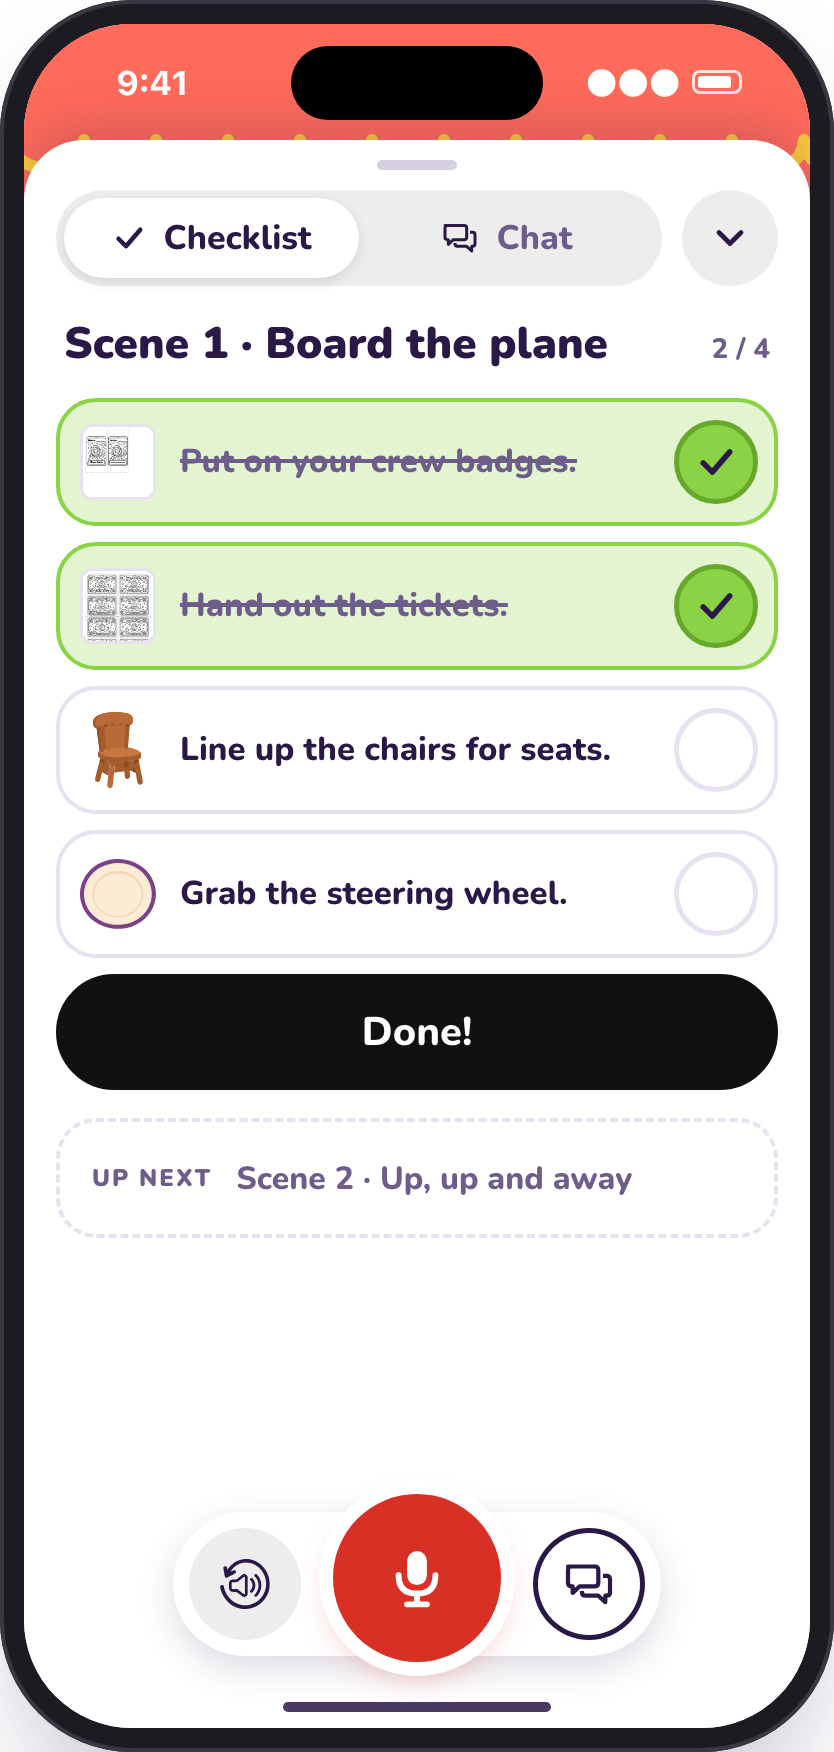 9:41
Checklist
Chat
Scene 1 · Board the plane
2 / 4
Put on your crew badges.
Hand out the tickets.
Line up the chairs for seats.
Grab the steering wheel.
Done!
UP NEXT Scene 2 · Up, up and away